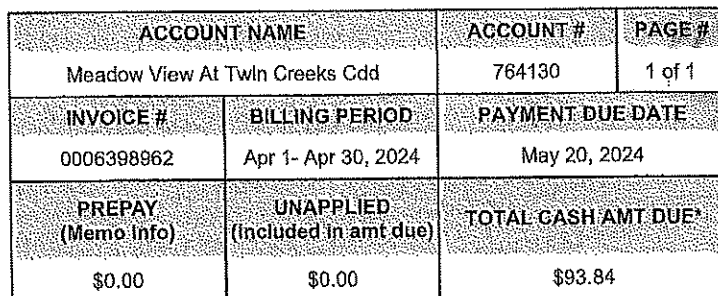 ACCOUNT NAME ACCOUNT # PAGE #
Meadow View At Twin Creeks Cdd 764130 1 of 1
INVOICE # BILLING PERIOD PAYMENT DUE DATE
0006398962 Apr 1- Apr 30, 2024 May 20, 2024
PREPAY UNAPPLIED TOTAL CASH AMT DUE*
(Memo Info) (included in amt due)
$0.00 $0.00 $93.84